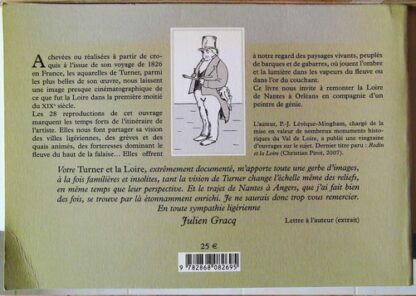 Achevées ou réalisées à partir de cro-
quis à l'issue de son voyage de 1826
en France, les aquarelles de Turner, parmi
les plus belles de son œuvre, nous laissent
une image presque cinématographique de
ce que fut la Loire dans la première moitié
du XIXe siècle.
Les 28 reproductions de cet ouvrage
marquent les temps forts de l'itinéraire de
l'artiste. Elles nous font partager sa vision
des villes ligériennes, des grèves et des
quais animés, des forteresses dominant le
fleuve du haut de la falaise... Elles offrent
à notre regard des paysages vivants, peuplés
de barques et de gabarres, où jouent l'ombre
et la lumière dans les vapeurs du fleuve ou
dans l'or du couchant.
Ce livre nous invite à remonter la Loire
de Nantes à Orléans en compagnie d'un
peintre de génie.
L'auteur, P.-J. Lévêque-Mingham, chargé de la
mise en valeur de nombreux monuments historiques
du Val de Loire, a publié une vingtaine
d'ouvrages sur le sujet. Dernier titre paru : Rodin
et la Loire (Christian Pirot, 2007).
Votre Turner et la Loire, extrêmement documenté, m'apporte toute une gerbe d'images,
à la fois familières et insolites, tant la vision de Turner change l'échelle même des reliefs,
en même temps que leur perspective. Et le trajet de Nantes à Angers, que j'ai fait bien
des fois, se trouve par là étonnamment enrichi. Je ne saurais donc trop vous remercier.
En toute sympathie ligérienne
Julien Gracq
Lettre à l'auteur (extrait)
25 €
9 782868 082695